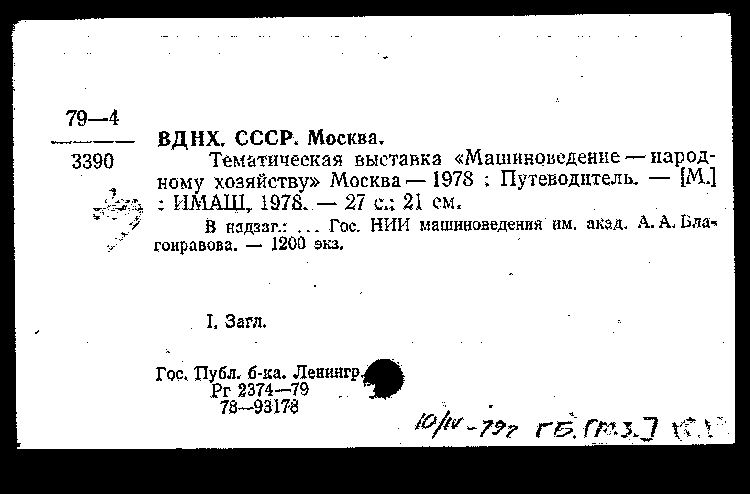 79—4
3390
ВДНХ. СССР. Москва.
Тематическая выставка «Машиноведение — народ-
ному хозяйству» Москва — 1978 : Путеводитель. — [М.]
: ИМАШ, 1978. — 27 с.; 21 см.
В надзаг.: ... Гос. НИИ машиноведения им. акад. А. А. Бла-
гонравова. — 1200 экз.
I. Загл.
Гос. Публ. б-ка. Ленингр.
Рг 2374—79
78—93178
10/IV-79г ГБ. [М.З.]